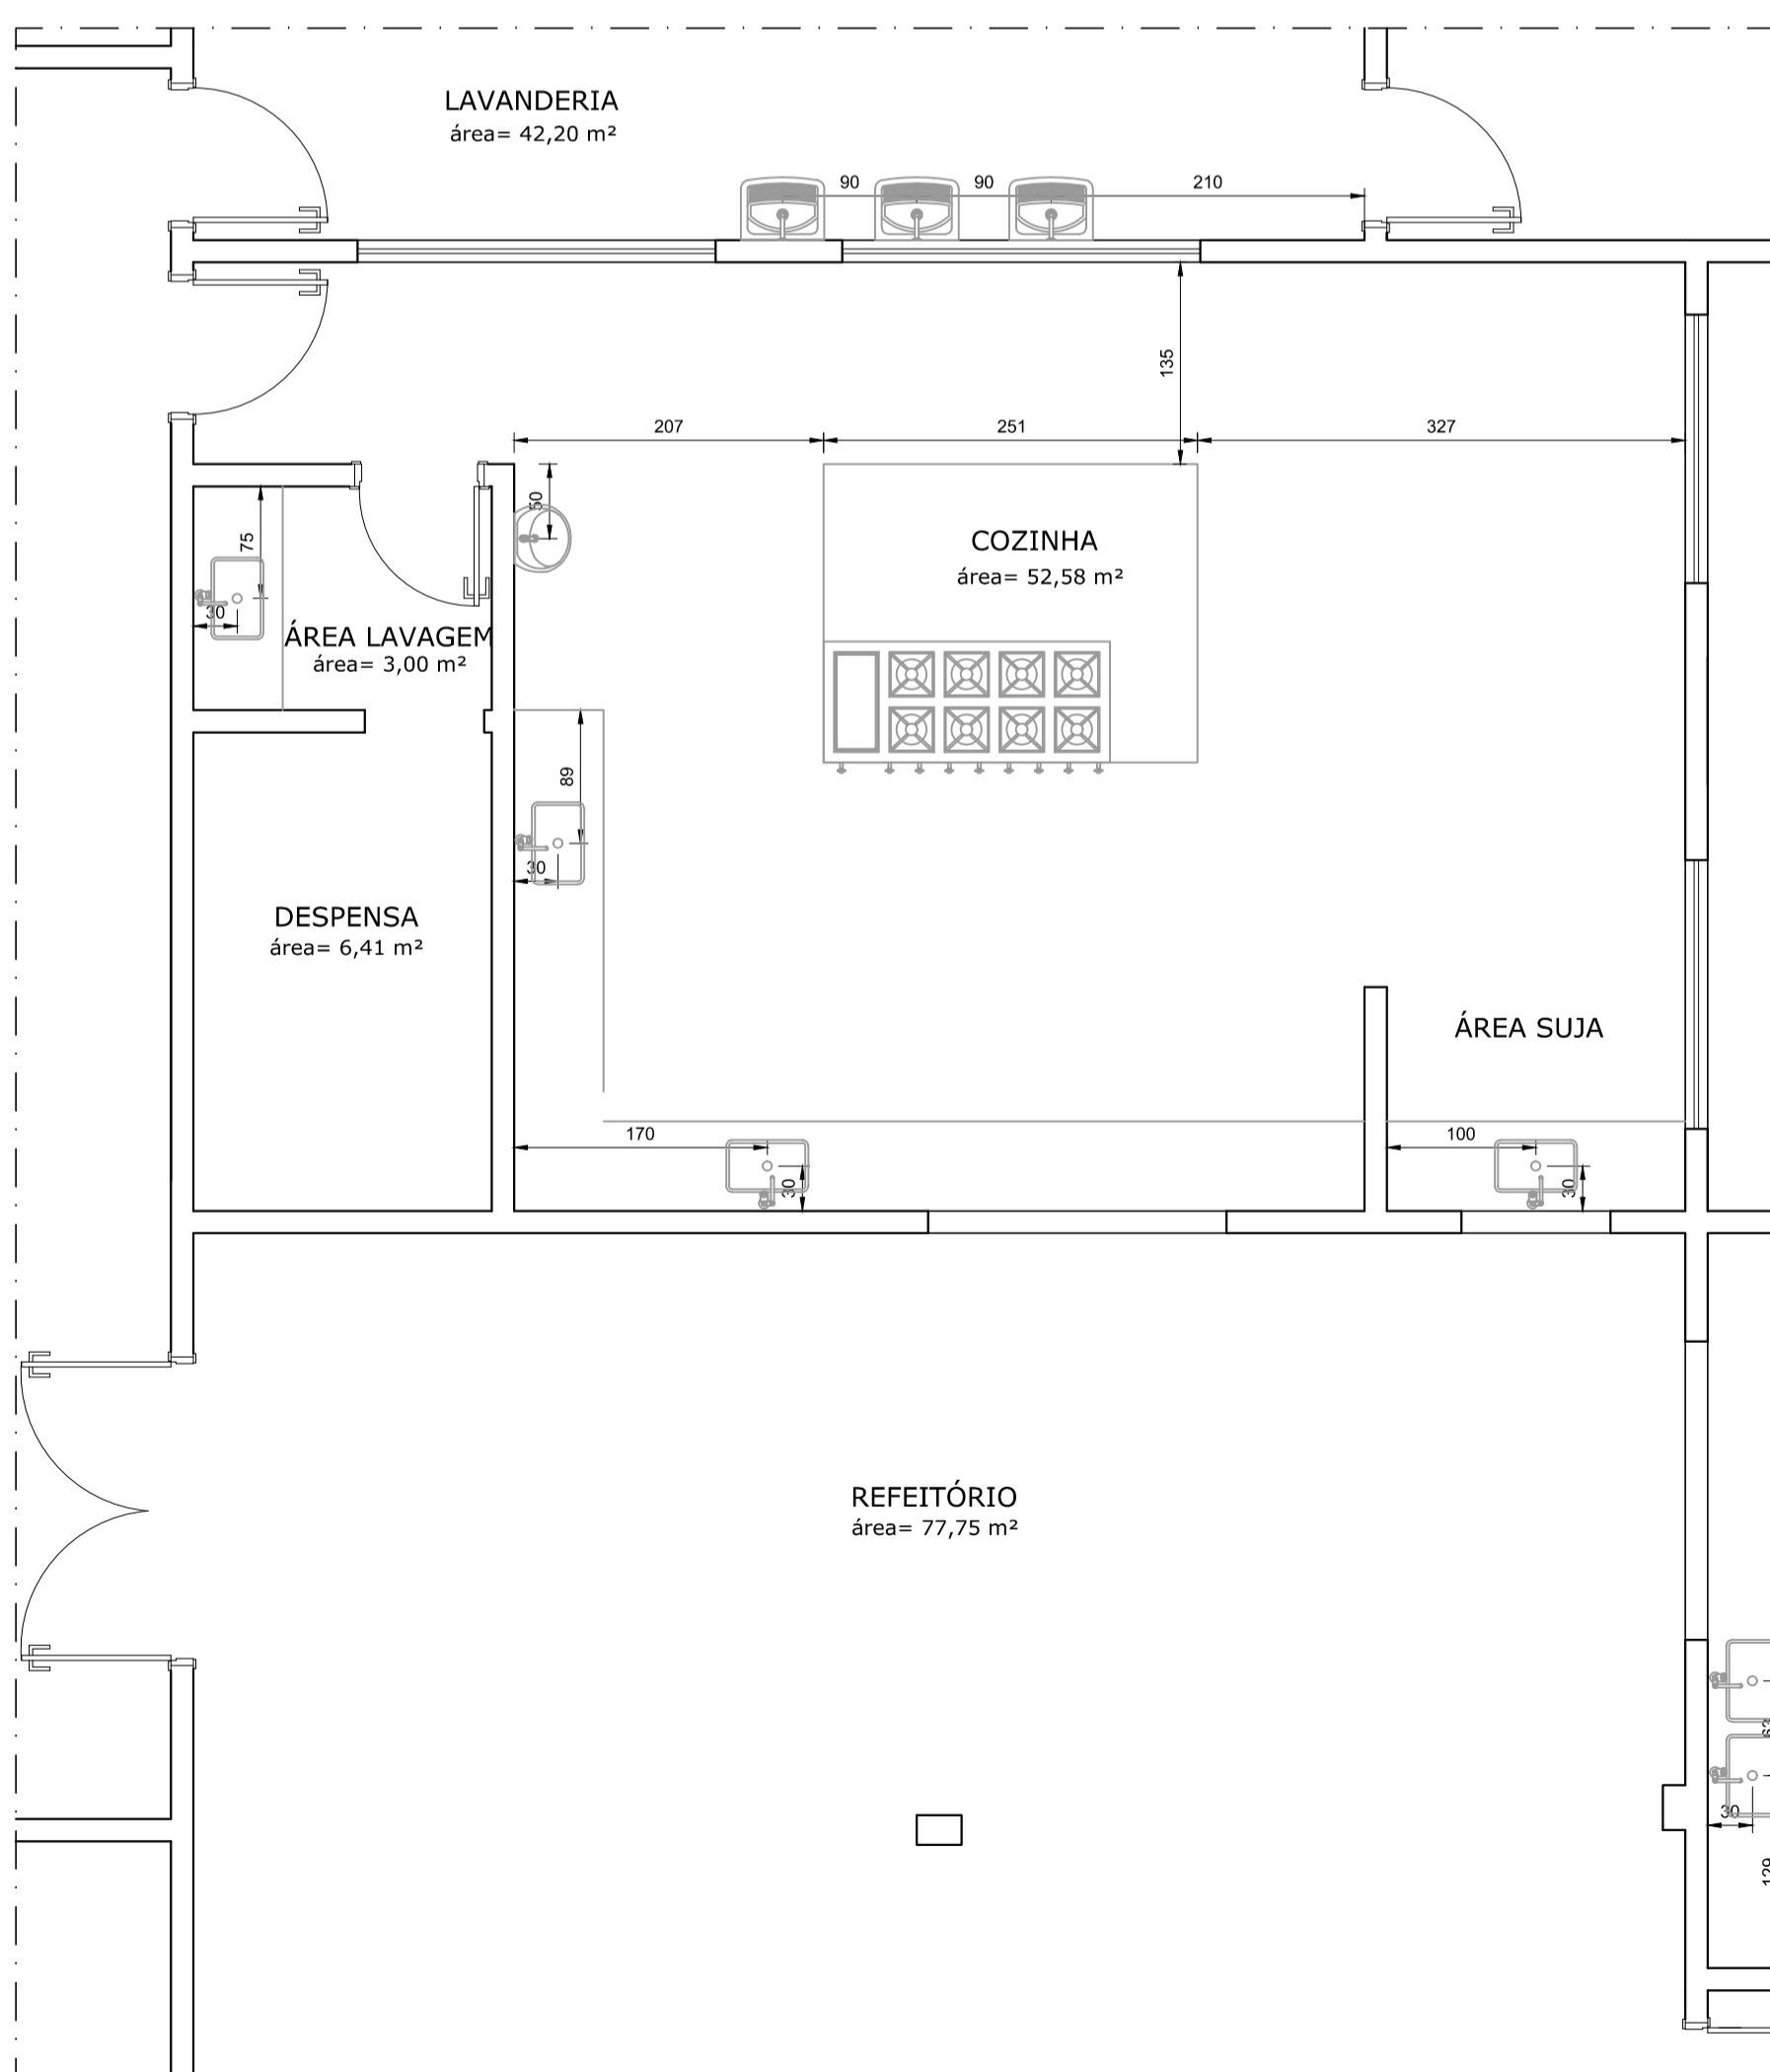 LAVANDERIA
área= 42,20 m²
90
90
210
135
207
251
327
50
75
30
COZINHA
área= 52,58 m²
ÁREA LAVAGEM
área= 3,00 m²
89
30
DESPENSA
área= 6,41 m²
ÁREA SUJA
170
30
100
30
REFEITÓRIO
área= 77,75 m²
30
129